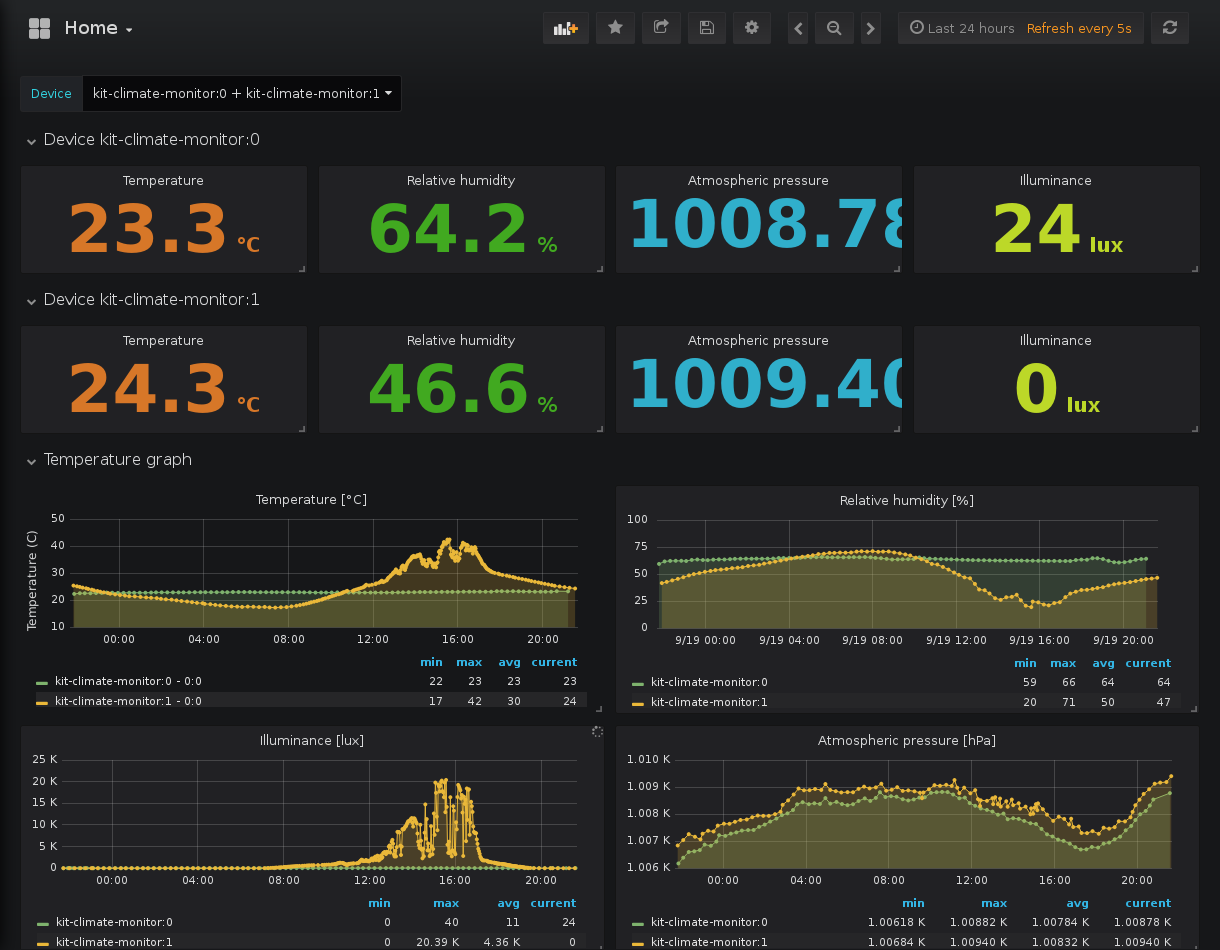 Home
Last 24 hours Refresh every 5s
Device kit-climate-monitor:0 + kit-climate-monitor:1
Device kit-climate-monitor:0
Temperature Relative humidity Atmospheric pressure Illuminance
23.3 °C 64.2 % 1008.78 24 lux
Device kit-climate-monitor:1
Temperature Relative humidity Atmospheric pressure Illuminance
24.3 °C 46.6 % 1009.40 0 lux
Temperature graph
Temperature [°C]
Temperature (C)
50
40
30
20
10
00:00 04:00 08:00 12:00 16:00 20:00
min max avg current
kit-climate-monitor:0 - 0:0 22 23 23 23
kit-climate-monitor:1 - 0:0 17 42 30 24
Relative humidity [%]
100
75
50
25
0
9/19 00:00 9/19 04:00 9/19 08:00 9/19 12:00 9/19 16:00 9/19 20:00
min max avg current
kit-climate-monitor:0 59 66 64 64
kit-climate-monitor:1 20 71 50 47
Illuminance [lux]
25 K
20 K
15 K
10 K
5 K
0
00:00 04:00 08:00 12:00 16:00 20:00
min max avg current
kit-climate-monitor:0 0 40 11 24
kit-climate-monitor:1 0 20.39 K 4.36 K 0
Atmospheric pressure [hPa]
1.010 K
1.009 K
1.008 K
1.007 K
1.006 K
00:00 04:00 08:00 12:00 16:00 20:00
min max avg current
kit-climate-monitor:0 1.00618 K 1.00882 K 1.00784 K 1.00878 K
kit-climate-monitor:1 1.00684 K 1.00940 K 1.00832 K 1.00940 K